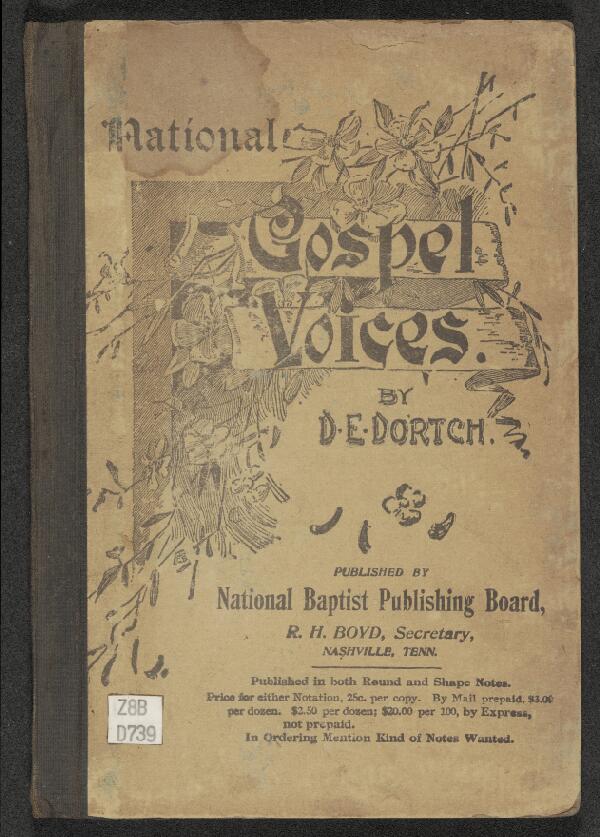 National
Gospel
Voices.
BY
D. E. DORTCH.
PUBLISHED BY
National Baptist Publishing Board,
R. H. BOYD, Secretary,
NASHVILLE, TENN.
Published in both Round and Shape Notes.
Price for either Notation, 25c. per copy. By Mail prepaid, $3.00
per dozen. $2.50 per dozen; $20.00 per 100, by Express,
not prepaid.
In Ordering Mention Kind of Notes Wanted.
Z8B
D739